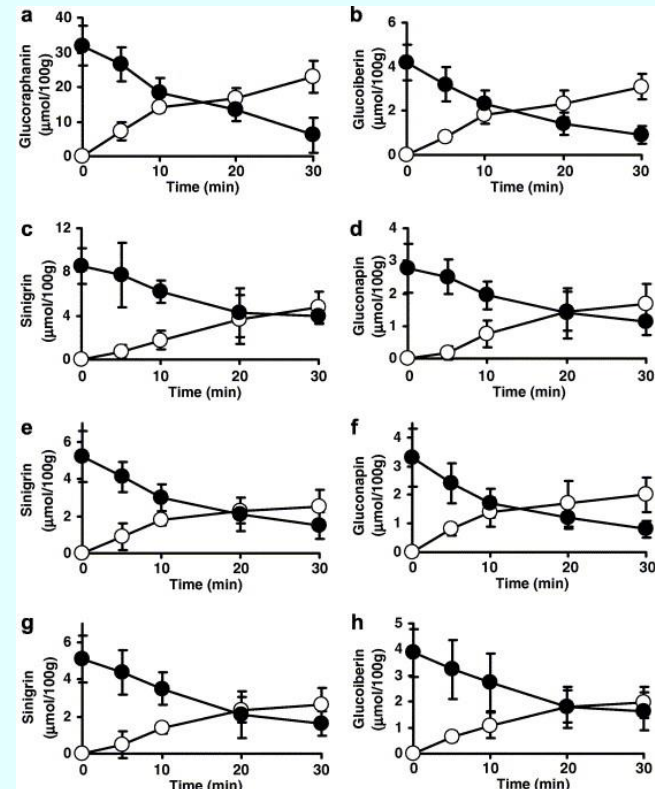 a
Glucoraphanin
(µmol/100g)
40
30
20
10
0
0 10 20 30
Time (min)
b
Glucoiberin
(µmol/100g)
6
4
2
0
0 10 20 30
Time (min)
c
Sinigrin
(µmol/100g)
12
8
4
0
0 10 20 30
Time (min)
d
Gluconapin
(µmol/100g)
4
3
2
1
0
0 10 20 30
Time (min)
e
Sinigrin
(µmol/100g)
6
4
2
0
0 10 20 30
Time (min)
f
Gluconapin
(µmol/100g)
4
3
2
1
0
0 10 20 30
Time (min)
g
Sinigrin
(µmol/100g)
6
4
2
0
0 10 20 30
Time (min)
h
Glucoiberin
(µmol/100g)
5
4
3
2
1
0
0 10 20 30
Time (min)